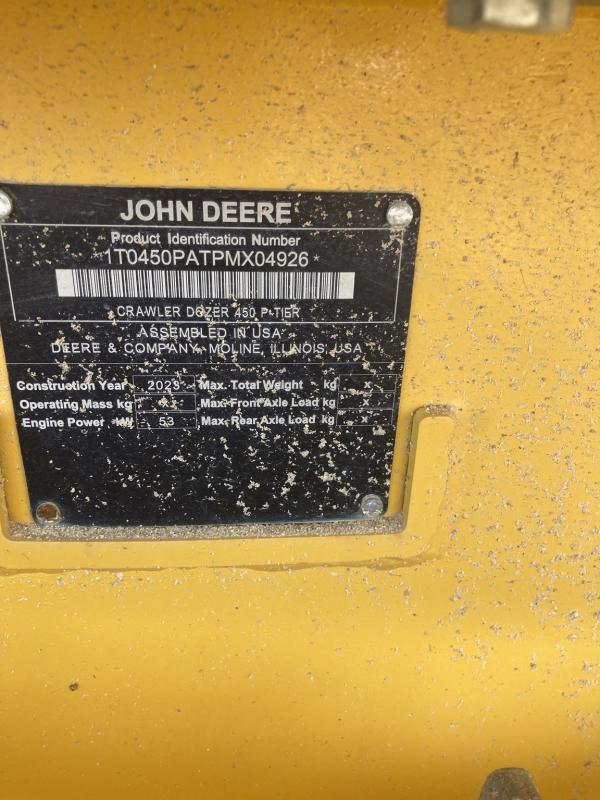 JOHN DEERE
Product Identification Number
*1T0450PATPMX04926*
CRAWLER DOZER 450 P-TIER
ASSEMBLED IN USA
DEERE & COMPANY, MOLINE, ILLINOIS, USA
Construction Year 2023 Max. Total Weight kg x
Operating Mass kg x Max. Front Axle Load kg x
Engine Power kW 53 Max. Rear Axle Load kg x